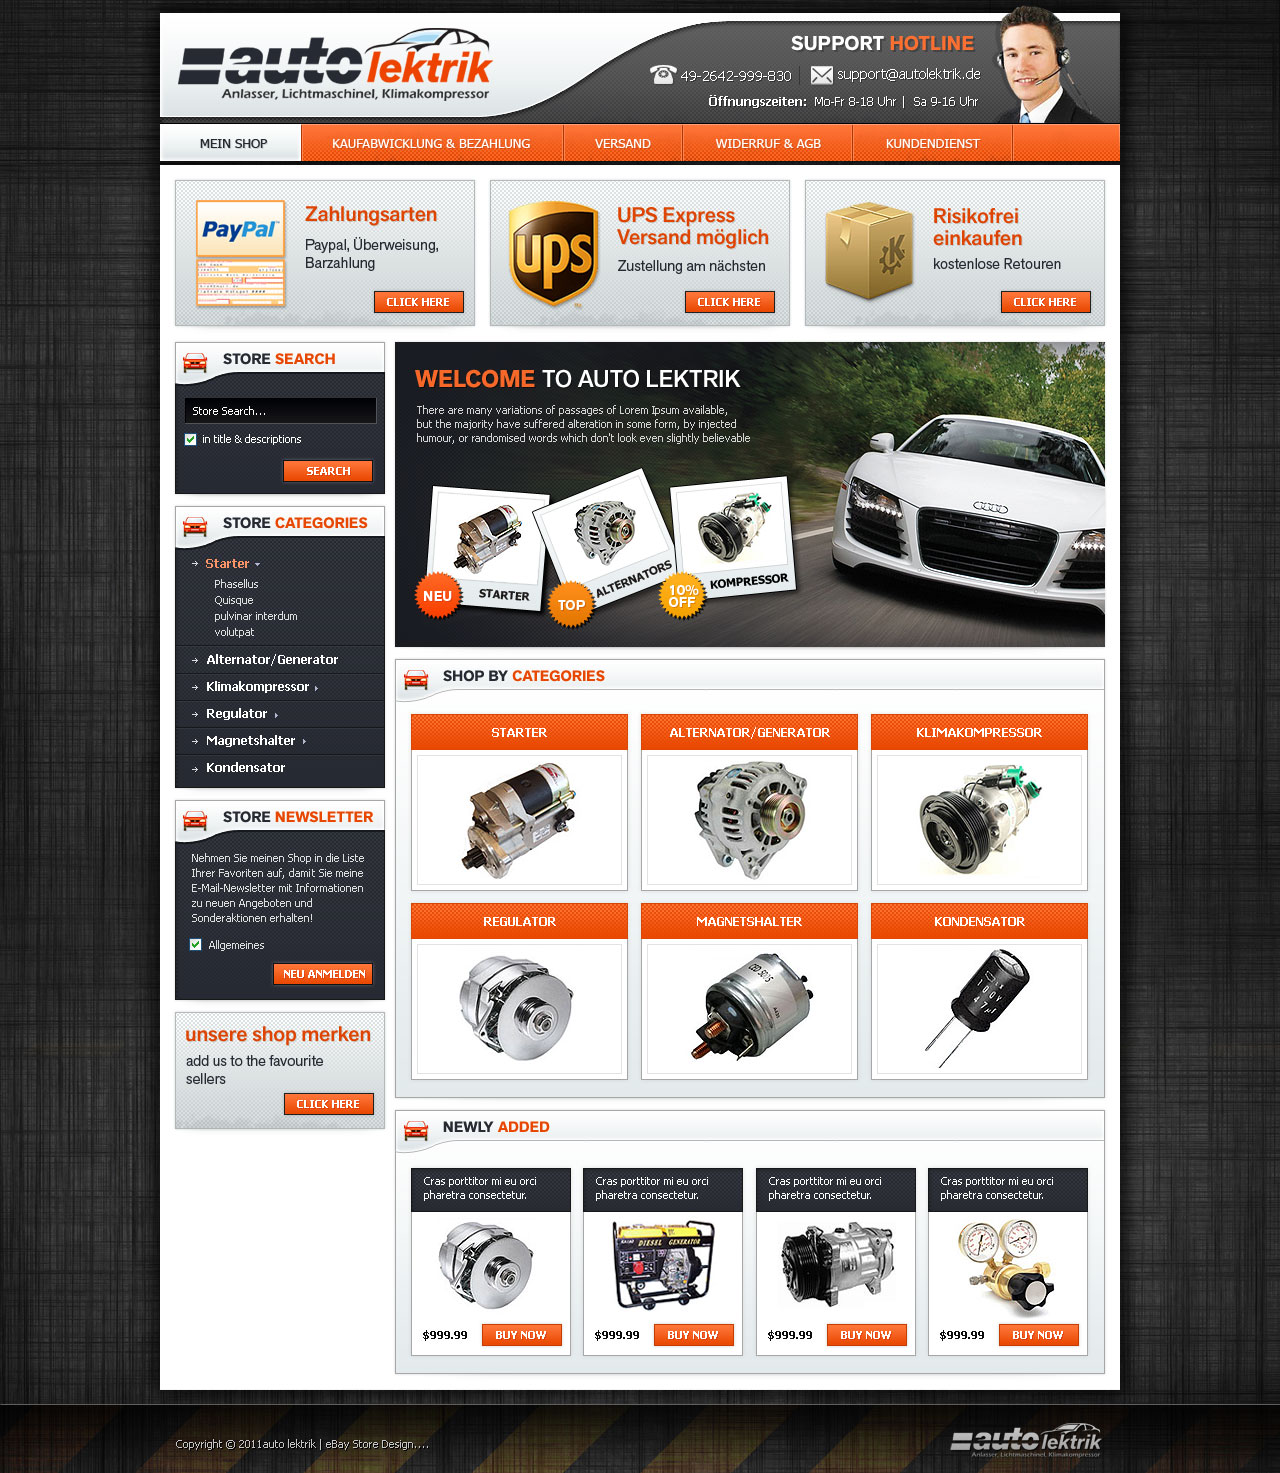 auto lektrik
Anlasser, Lichtmaschinel, Klimakompressor
SUPPORT HOTLINE
49-2642-999-830 | support@autolektrik.de
Öffnungszeiten: Mo-Fr 8-18 Uhr | Sa 9-16 Uhr
MEIN SHOP
KAUFABWICKLUNG & BEZAHLUNG
VERSAND
WIDERRUF & AGB
KUNDENDIENST
PayPal
Zahlungsarten
Paypal, Überweisung,
Barzahlung
CLICK HERE
ups
UPS Express
Versand möglich
Zustellung am nächsten
CLICK HERE
Risikofrei
einkaufen
kostenlose Retouren
CLICK HERE
STORE SEARCH
Store Search...
in title & descriptions
SEARCH
STORE CATEGORIES
Starter
Phasellus
Quisque
pulvinar interdum
volutpat
Alternator/Generator
Klimakompressor
Regulator
Magnetshalter
Kondensator
STORE NEWSLETTER
Nehmen Sie meinen Shop in die Liste
Ihrer Favoriten auf, damit Sie meine
E-Mail-Newsletter mit Informationen
zu neuen Angeboten und
Sonderaktionen erhalten!
Allgemeines
NEU ANMELDEN
unsere shop merken
add us to the favourite
sellers
CLICK HERE
WELCOME TO AUTO LEKTRIK
There are many variations of passages of Lorem Ipsum available,
but the majority have suffered alteration in some form, by injected
humour, or randomised words which don't look even slightly believable
NEU
STARTER
TOP
ALTERNATORS
10%
OFF
KOMPRESSOR
SHOP BY CATEGORIES
STARTER
ALTERNATOR/GENERATOR
KLIMAKOMPRESSOR
REGULATOR
MAGNETSHALTER
KONDENSATOR
NEWLY ADDED
Cras porttitor mi eu orci
pharetra consectetur.
$999.99
BUY NOW
Cras porttitor mi eu orci
pharetra consectetur.
DIESEL GENERATOR
$999.99
BUY NOW
Cras porttitor mi eu orci
pharetra consectetur.
$999.99
BUY NOW
Cras porttitor mi eu orci
pharetra consectetur.
$999.99
BUY NOW
Copyright © 2011auto lektrik | eBay Store Design....
auto lektrik
Anlasser, Lichtmaschinel, Klimakompressor